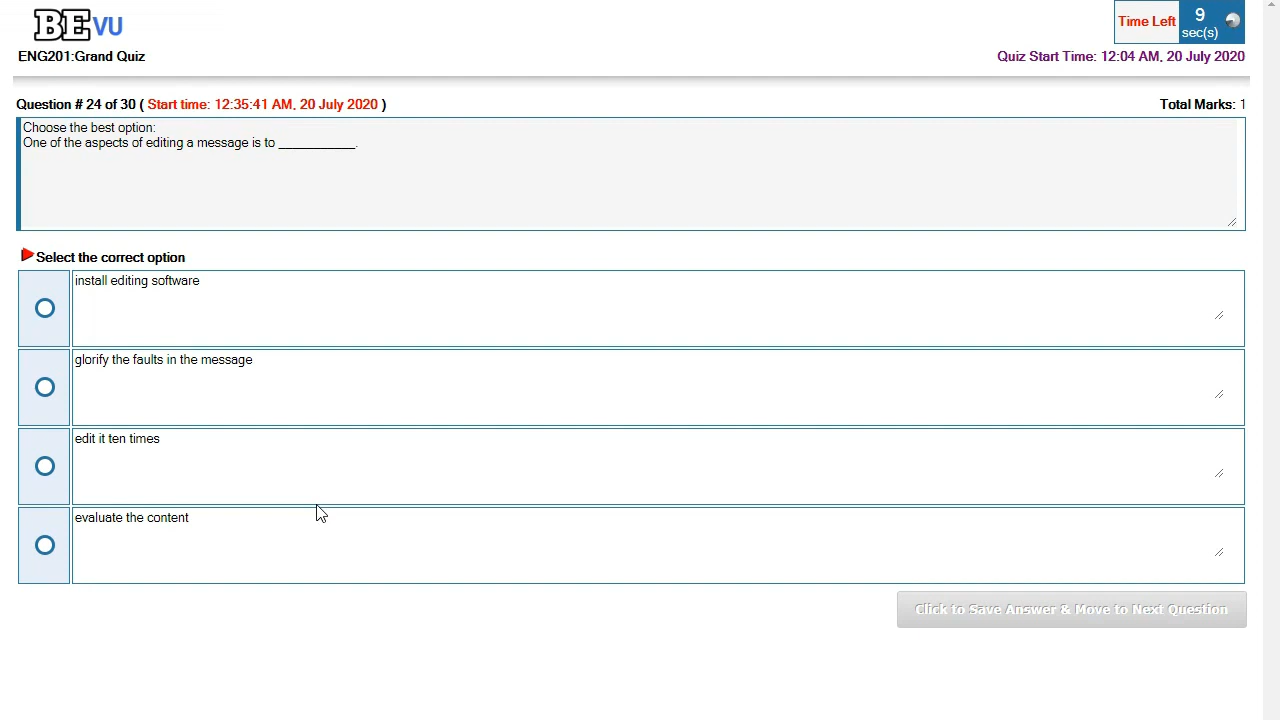 BEVU
Time Left 9 sec(s)
ENG201:Grand Quiz
Quiz Start Time: 12:04 AM, 20 July 2020
Question # 24 of 30 ( Start time: 12:35:41 AM, 20 July 2020 )
Total Marks: 1
Choose the best option:
One of the aspects of editing a message is to ____________.
Select the correct option
install editing software
glorify the faults in the message
edit it ten times
evaluate the content
Click to Save Answer & Move to Next Question